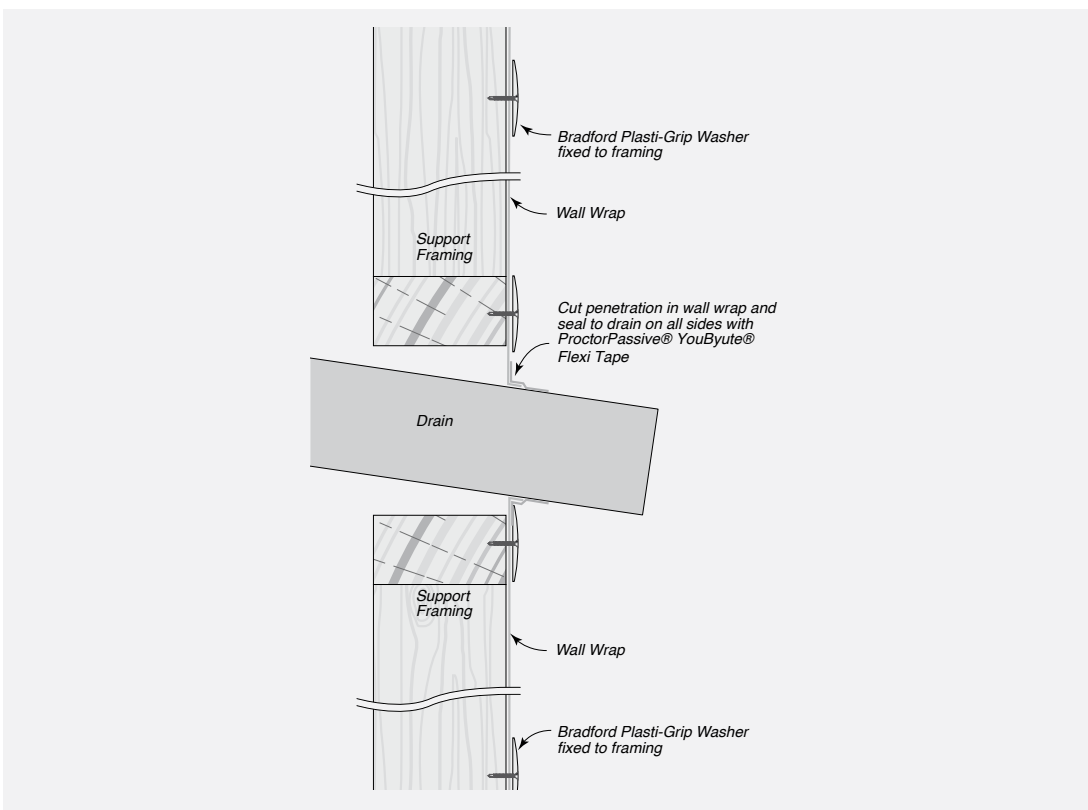 Bradford Plasti-Grip Washer
fixed to framing
Wall Wrap
Support
Framing
Cut penetration in wall wrap and
seal to drain on all sides with
ProctorPassive® YouByute®
Flexi Tape
Drain
Support
Framing
Wall Wrap
Bradford Plasti-Grip Washer
fixed to framing